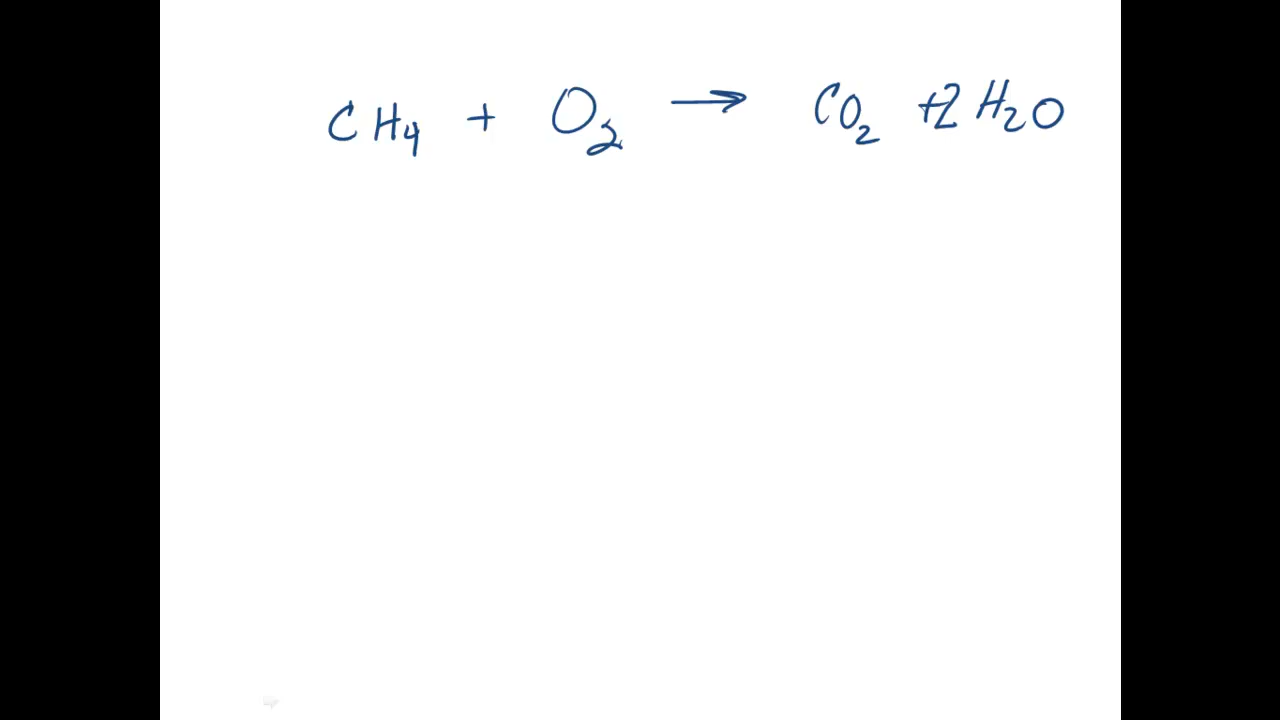 CH₄ + O₂ → CO₂ +2 H₂O